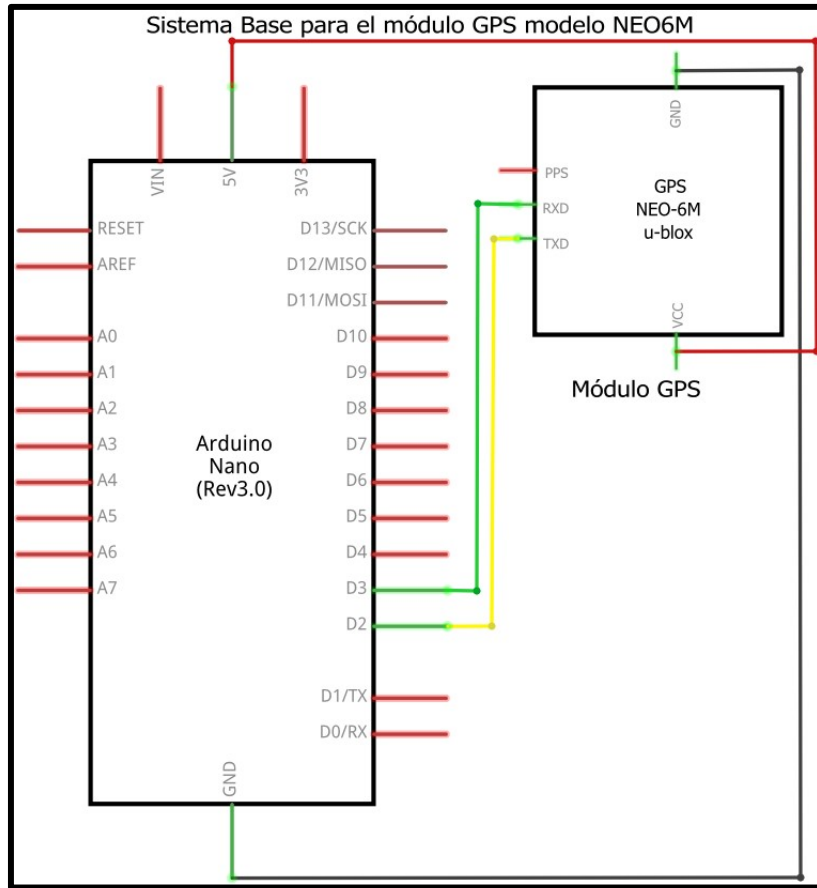 Sistema Base para el módulo GPS modelo NEO6M
VIN
5V
3V3
RESET
AREF
A0
A1
A2
A3
A4
A5
A6
A7
Arduino
Nano
(Rev3.0)
D13/SCK
D12/MISO
D11/MOSI
D10
D9
D8
D7
D6
D5
D4
D3
D2
D1/TX
D0/RX
GND
GND
PPS
RXD
TXD
GPS
NEO-6M
u-blox
VCC
Módulo GPS